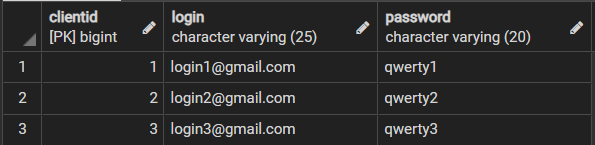 clientid login password
[PK] bigint character varying (25) character varying (20)
1 1 login1@gmail.com qwerty1
2 2 login2@gmail.com qwerty2
3 3 login3@gmail.com qwerty3